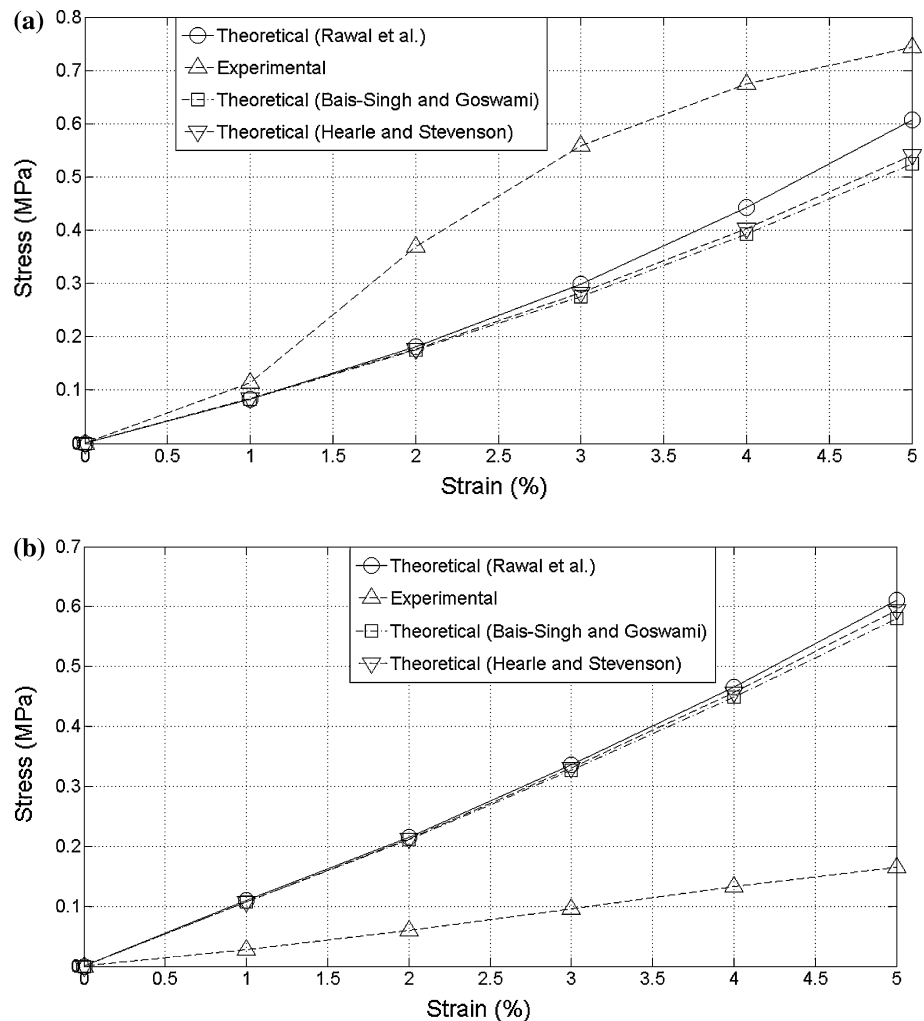 (a)
0.8
0.7
0.6
0.5
0.4
0.3
0.2
0.1
0
Stress (MPa)
Theoretical (Rawal et al.)
Experimental
Theoretical (Bais-Singh and Goswami)
Theoretical (Hearle and Stevenson)
0 0.5 1 1.5 2 2.5 3 3.5 4 4.5 5
Strain (%)
(b)
0.7
0.6
0.5
0.4
0.3
0.2
0.1
0
Stress (MPa)
Theoretical (Rawal et al.)
Experimental
Theoretical (Bais-Singh and Goswami)
Theoretical (Hearle and Stevenson)
0 0.5 1 1.5 2 2.5 3 3.5 4 4.5 5
Strain (%)